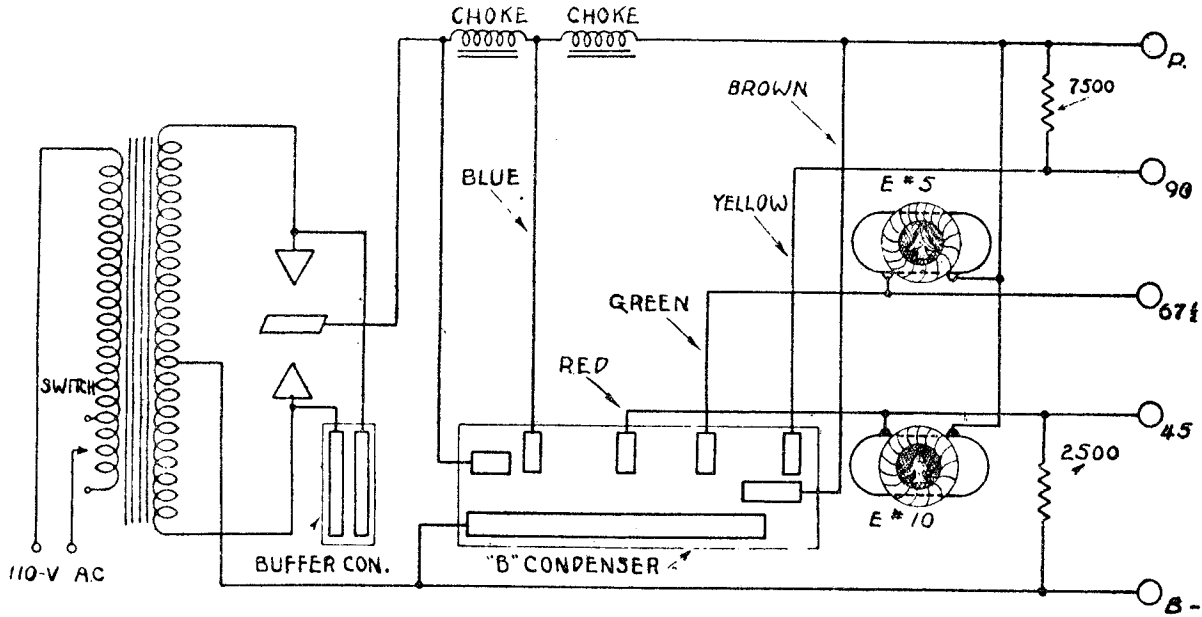 CHOKE
CHOKE
P.
7500
BROWN
BLUE
E #5
90
YELLOW
GREEN
67½
RED
SWITCH
45
2500
E #10
110-V A.C
BUFFER CON.
"B" CONDENSER
B -